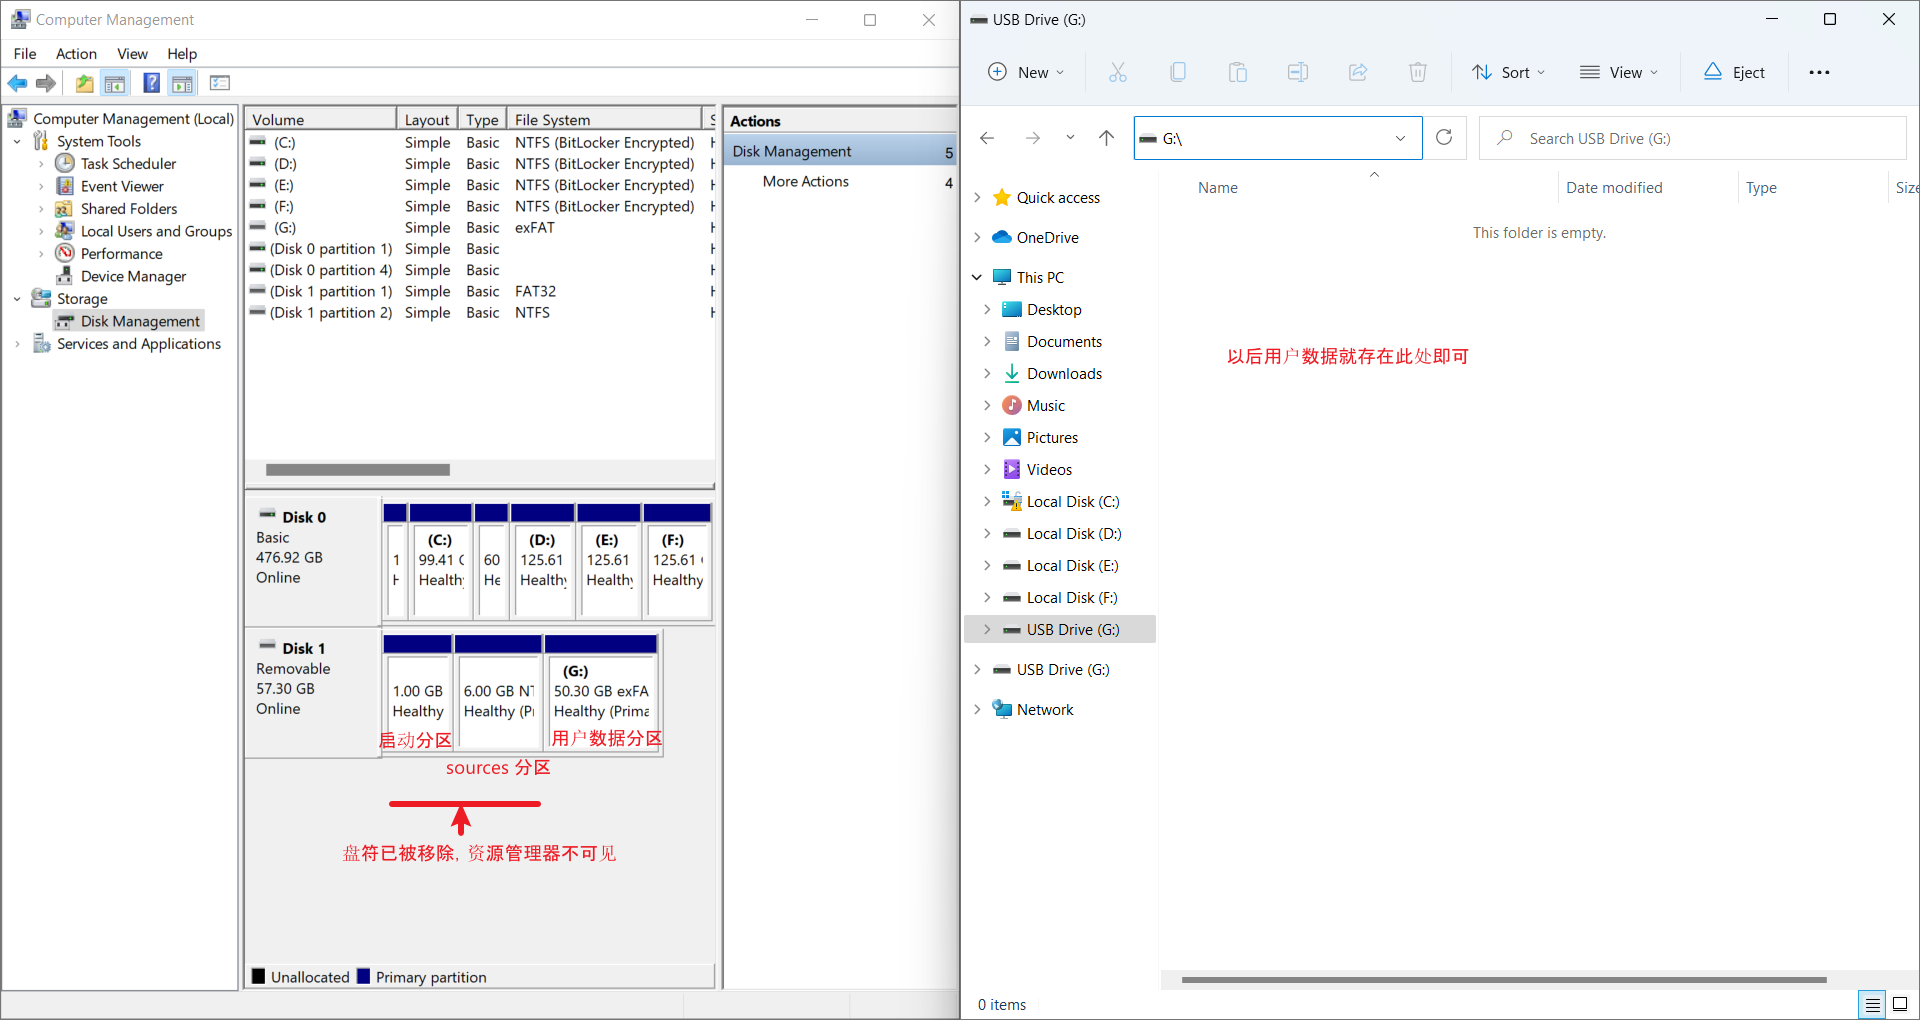 Computer Management
File Action View Help
Computer Management (Local)
System Tools
Task Scheduler
Event Viewer
Shared Folders
Local Users and Groups
Performance
Device Manager
Storage
Disk Management
Services and Applications
Volume Layout Type File System S
(C:) Simple Basic NTFS (BitLocker Encrypted) H
(D:) Simple Basic NTFS (BitLocker Encrypted) H
(E:) Simple Basic NTFS (BitLocker Encrypted) H
(F:) Simple Basic NTFS (BitLocker Encrypted) H
(G:) Simple Basic exFAT H
(Disk 0 partition 1) Simple Basic H
(Disk 0 partition 4) Simple Basic H
(Disk 1 partition 1) Simple Basic FAT32 H
(Disk 1 partition 2) Simple Basic NTFS H
Disk 0
Basic
476.92 GB
Online
1
H
(C:)
99.41 G
Healthy
60
He
(D:)
125.61
Healthy
(E:)
125.61
Healthy
(F:)
125.61
Healthy
Disk 1
Removable
57.30 GB
Online
1.00 GB
Healthy
启动分区
6.00 GB NT
Healthy (Pr
(G:)
50.30 GB exFA
Healthy (Prima
用户数据分区
sources 分区
盘符已被移除, 资源管理器不可见
Unallocated Primary partition
Actions
Disk Management 5
More Actions 4
USB Drive (G:)
New Sort View Eject
G:\
Search USB Drive (G:)
Quick access
OneDrive
This PC
Desktop
Documents
Downloads
Music
Pictures
Videos
Local Disk (C:)
Local Disk (D:)
Local Disk (E:)
Local Disk (F:)
USB Drive (G:)
USB Drive (G:)
Network
Name Date modified Type Size
This folder is empty.
以后用户数据就存在此处即可
0 items